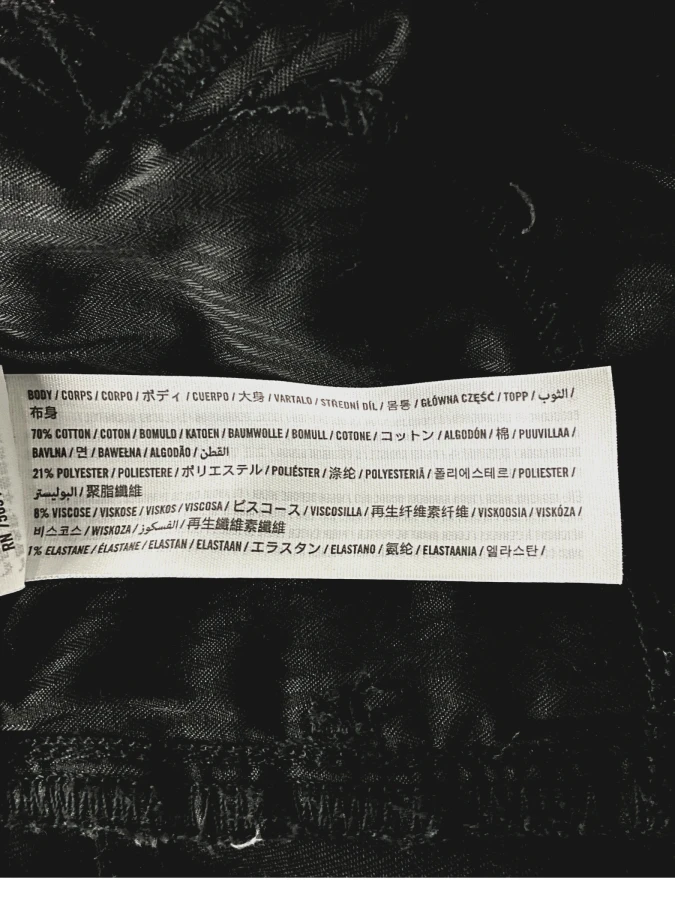 BODY / CORPS / CORPO / ボディ / CUERPO / 大身 / VARTALO / STŘEDNÍ DÍL / 몸통 / GŁÓWNA CZĘŚĆ / TOPP / الثوب /
布身
70% COTTON / COTON / BOMULD / KATOEN / BAUMWOLLE / BOMULL / COTONE / コットン / ALGODÓN / 棉 / PUUVILLAA /
BAVLNA / 면 / BAWEŁNA / ALGODÃO / القطن
21% POLYESTER / POLIESTERE / ポリエステル / POLIÉSTER / 涤纶 / POLYESTERIÄ / 폴리에스테르 / POLIESTER /
البوليستر / 聚脂纖維
8% VISCOSE / VISKOSE / VISKOS / VISCOSA / ビスコース / VISCOSILLA / 再生纤维素纤维 / VISKOOSIA / VISKÓZA /
비스코스 / WISKOZA / الفسكوز / 再生纖維素纖維
1% ELASTANE / ÉLASTANE / ELASTAN / ELASTAAN / エラスタン / ELASTANO / 氨纶 / ELASTAANIA / 엘라스탄 /
RN